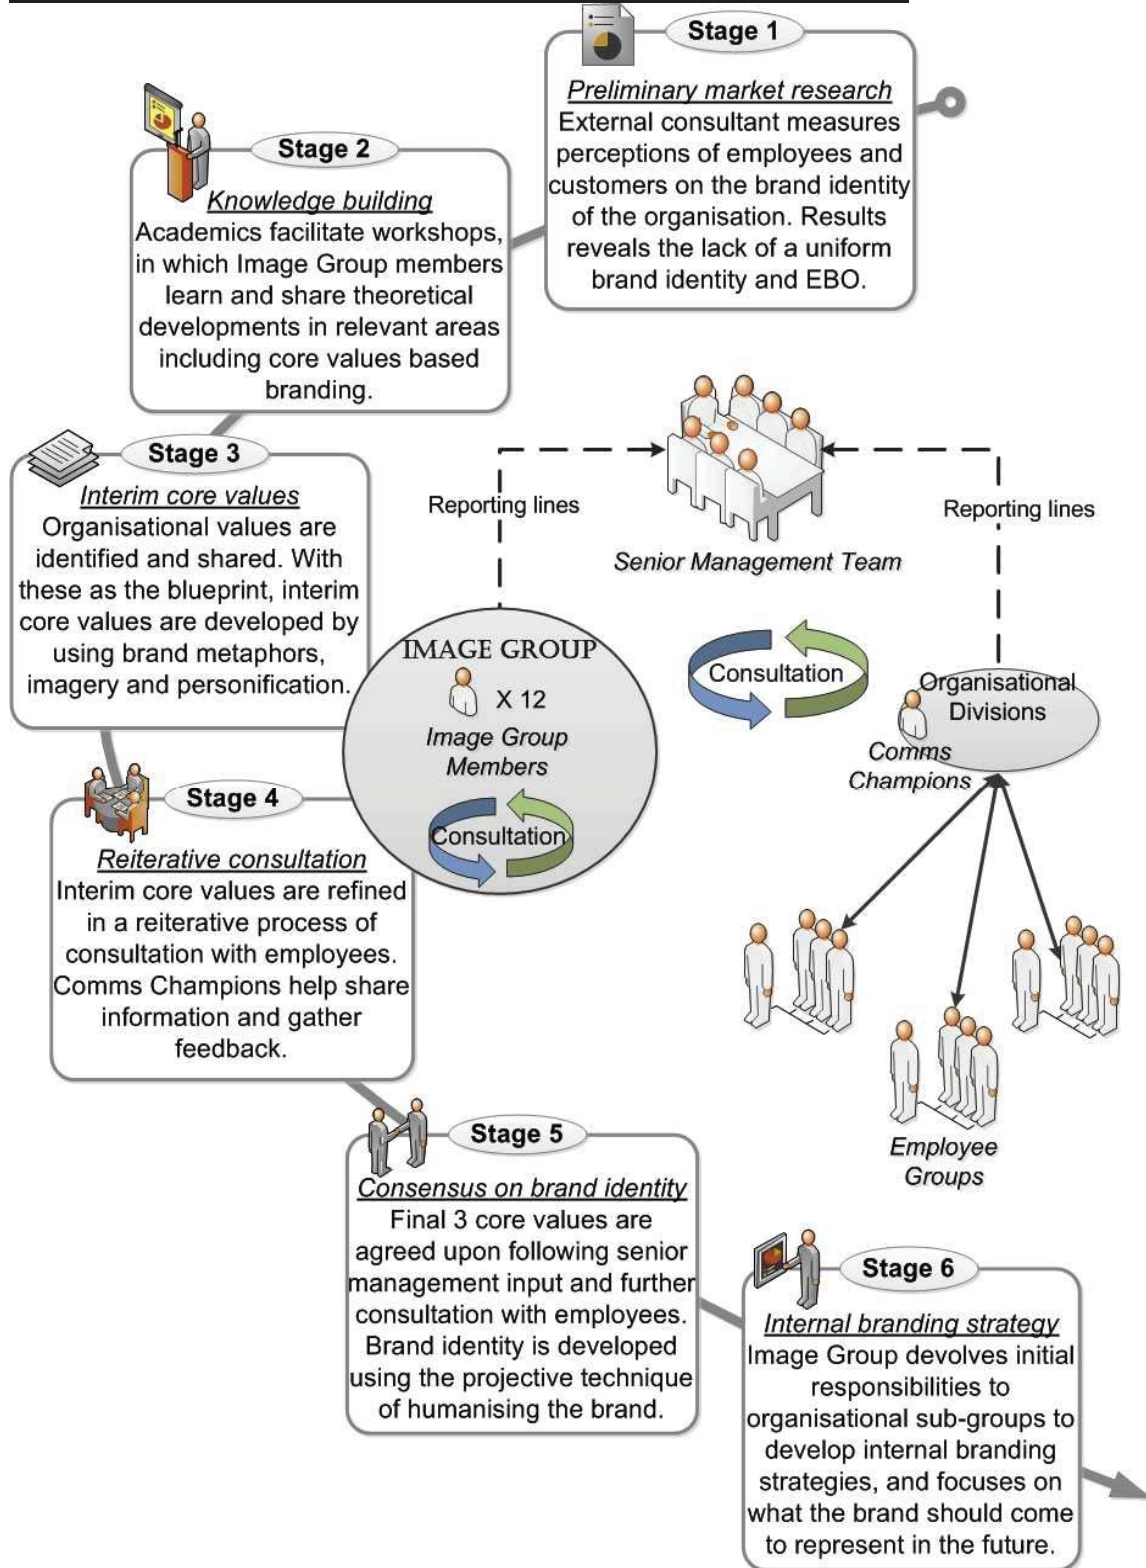 Stage 1
Preliminary market research
External consultant measures
perceptions of employees and
customers on the brand identity
of the organisation. Results
reveals the lack of a uniform
brand identity and EBO.
Stage 2
Knowledge building
Academics facilitate workshops,
in which Image Group members
learn and share theoretical
developments in relevant areas
including core values based
branding.
Stage 3
Interim core values
Organisational values are
identified and shared. With
these as the blueprint, interim
core values are developed by
using brand metaphors,
imagery and personification.
Reporting lines
Reporting lines
Senior Management Team
IMAGE GROUP
X 12
Image Group
Members
Consultation
Consultation
Organisational
Divisions
Comms
Champions
Stage 4
Reiterative consultation
Interim core values are refined
in a reiterative process of
consultation with employees.
Comms Champions help share
information and gather
feedback.
Employee
Groups
Stage 5
Consensus on brand identity
Final 3 core values are
agreed upon following senior
management input and further
consultation with employees.
Brand identity is developed
using the projective technique
of humanising the brand.
Stage 6
Internal branding strategy
Image Group devolves initial
responsibilities to
organisational sub-groups to
develop internal branding
strategies, and focuses on
what the brand should come
to represent in the future.